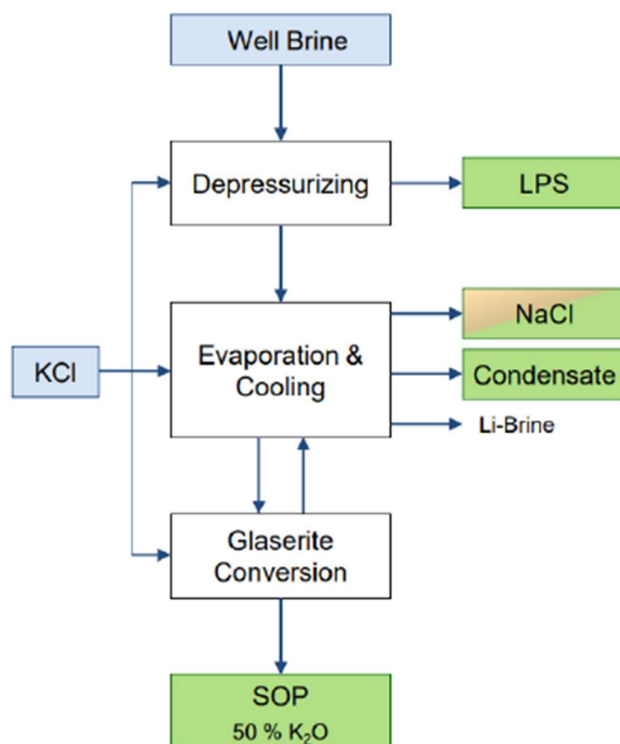 Well Brine
Depressurizing
LPS
NaCl
Evaporation &
Cooling
KCl
Condensate
Li-Brine
Glaserite
Conversion
SOP
50 % K₂O